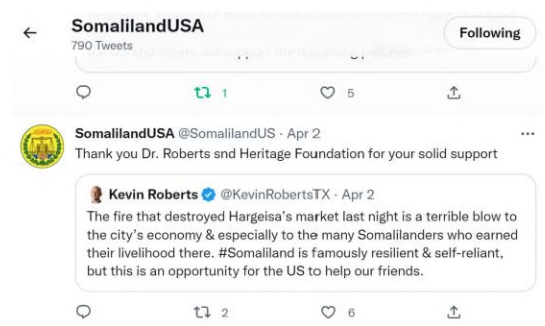 SomalilandUSA
790 Tweets
Following
1
5
SomalilandUSA @SomalilandUS · Apr 2
Thank you Dr. Roberts snd Heritage Foundation for your solid support
Kevin Roberts @KevinRobertsTX · Apr 2
The fire that destroyed Hargeisa's market last night is a terrible blow to
the city's economy & especially to the many Somalilanders who earned
their livelihood there. #Somaliland is famously resilient & self-reliant,
but this is an opportunity for the US to help our friends.
2
6